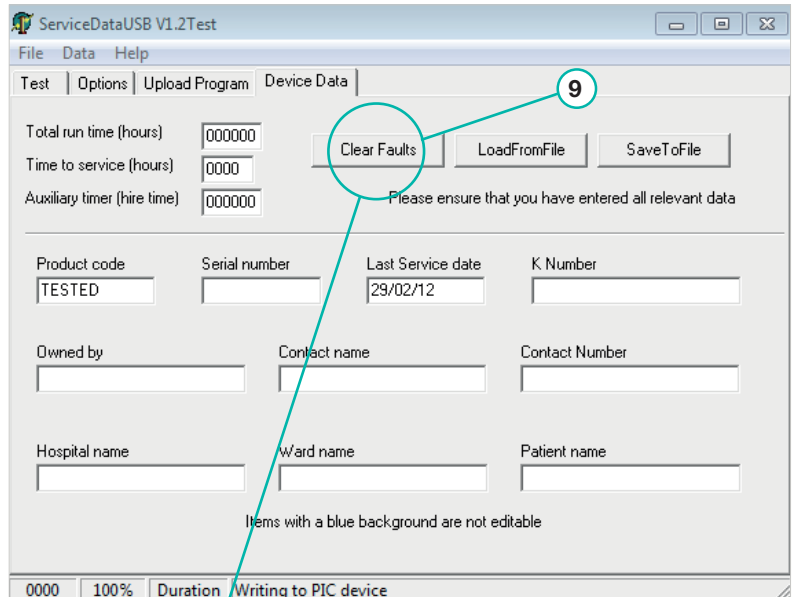 ServiceDataUSB V1.2Test
File Data Help
Test Options Upload Program Device Data
9
Total run time (hours) 000000
Clear Faults LoadFromFile SaveToFile
Time to service (hours) 0000
Auxiliary timer (hire time) 000000
Please ensure that you have entered all relevant data
Product code Serial number Last Service date K Number
TESTED 29/02/12
Owned by Contact name Contact Number
Hospital name Ward name Patient name
Items with a blue background are not editable
0000 100% Duration Writing to PIC device